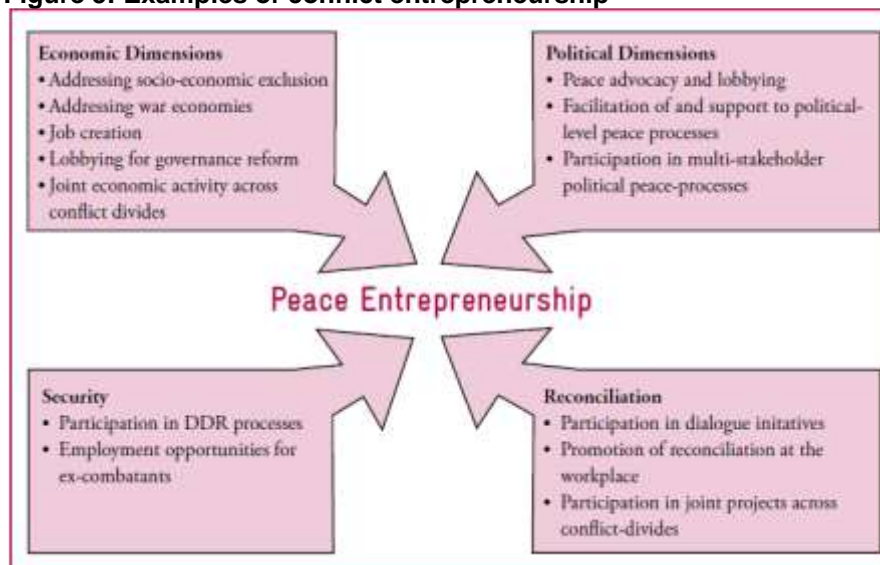 Figure Examples of conflict entrepreneurship
Economic Dimensions
• Addressing socio-economic exclusion
• Addressing war economies
• Job creation
• Lobbying for governance reform
• Joint economic activity across
conflict divides
Political Dimensions
• Peace advocacy and lobbying
• Facilitation of and support to political-
level peace processes
• Participation in multi-stakeholder
political peace-processes
Peace Entrepreneurship
Security
• Participation in DDR processes
• Employment opportunities for
ex-combatants
Reconciliation
• Participation in dialogue initatives
• Promotion of reconciliation at the
workplace
• Participation in joint projects across
conflict-divides